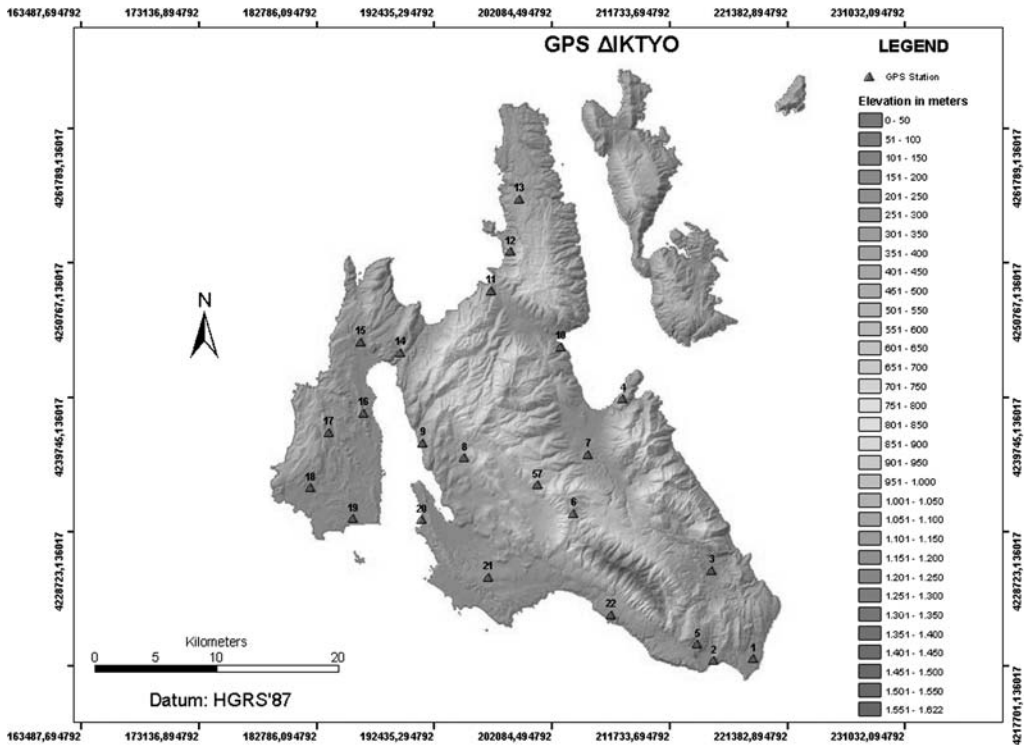 163487,694792 173136,894792 182786,094792 192435,294792 202084,494792 211733,694792 221382,894792 231032,094792
GPS ΔΙΚΤΥΟ
LEGEND
GPS Station
Elevation in meters
0 - 50
51 - 100
101 - 150
151 - 200
201 - 250
251 - 300
301 - 350
351 - 400
401 - 450
451 - 500
501 - 550
551 - 600
601 - 650
651 - 700
701 - 750
751 - 800
801 - 850
851 - 900
901 - 950
951 - 1.000
1.001 - 1.050
1.051 - 1.100
1.101 - 1.150
1.151 - 1.200
1.201 - 1.250
1.251 - 1.300
1.301 - 1.350
1.351 - 1.400
1.401 - 1.450
1.451 - 1.500
1.501 - 1.550
1.551 - 1.622
4261789,136017
4250767,136017
4239745,136017
4228723,136017
4261789,136017
4250767,136017
4239745,136017
4228723,136017
4217701,136017
N
13
12
11
15
14
4
16
17
9
8
7
57
18
6
19
20
21
3
22
5
2
1
Kilometers
0 5 10 20
Datum: HGRS'87
163487,694792 173136,894792 182786,094792 192435,294792 202084,494792 211733,694792 221382,894792 231032,094792